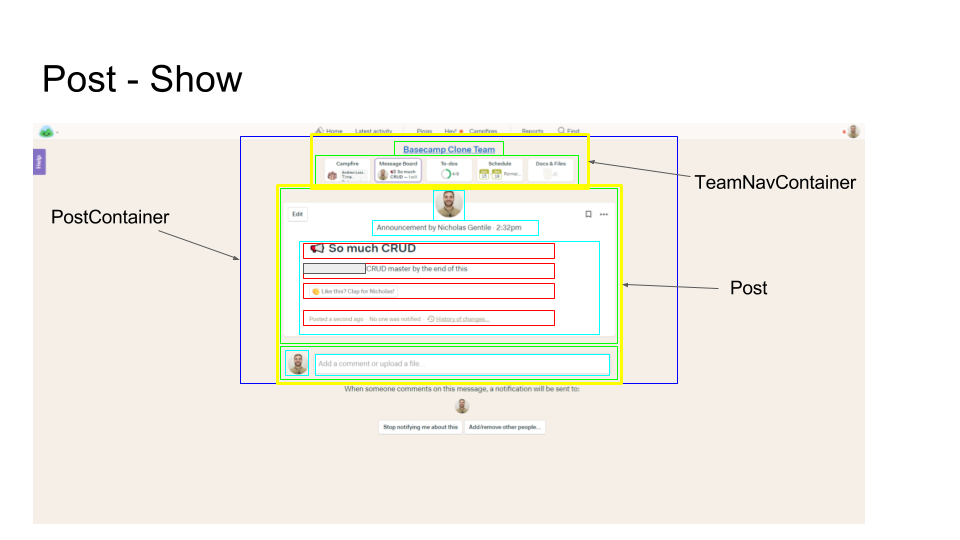 Post - Show
Home Latest activity Pings Hey! Campfires Reports Find
Help
Basecamp Clone Team
Campfire Message Board To-dos Schedule Docs & Files
So much
CRUD —
TeamNavContainer
PostContainer
Edit
Announcement by Nicholas Gentile · 2:32pm
So much CRUD
CRUD master by the end of this
Like this? Clap for Nicholas!
Post
Posted a second ago · No one was notified · History of changes...
Add a comment or upload a file...
When someone comments on this message, a notification will be sent to:
Stop notifying me about this Add/remove other people...